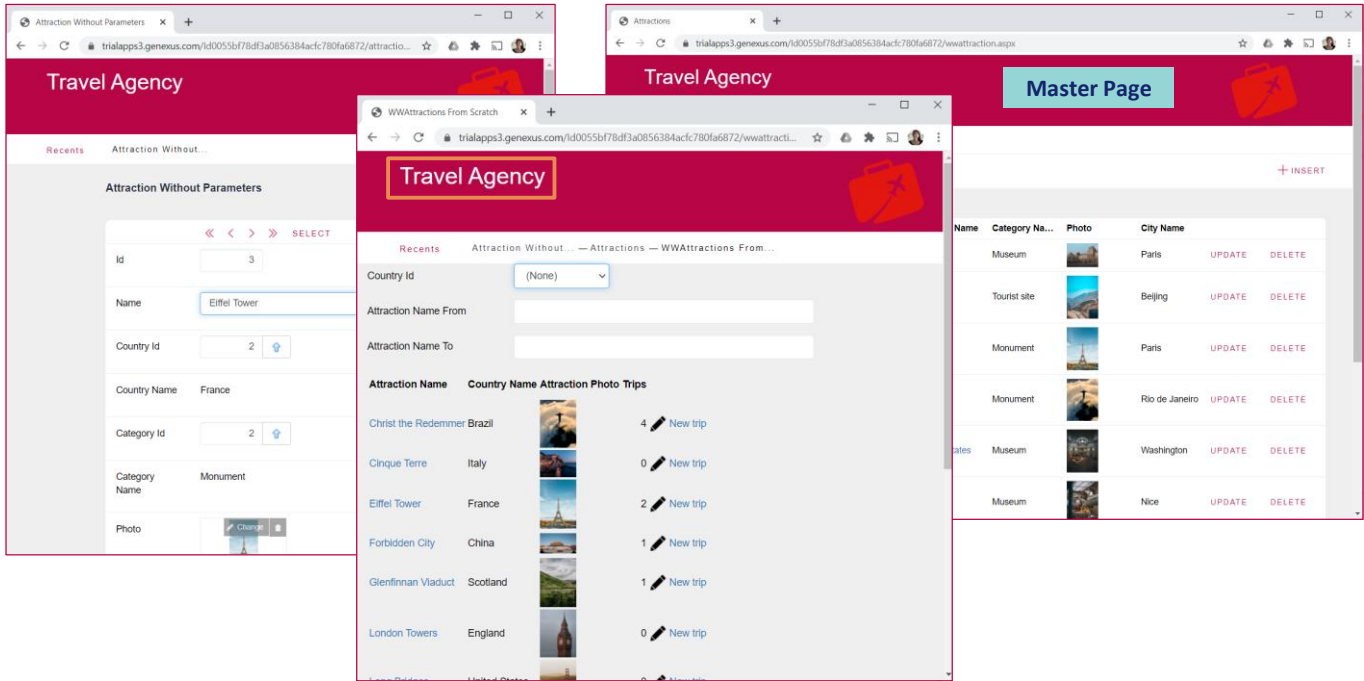 Attraction Without Parameters
trialapps3.genexus.com/Id0055bf78df3a0856384acfc780fa6872/attractio...
Travel Agency
Recents Attraction Without...
Attraction Without Parameters
SELECT
Id 3
Name Eiffel Tower
Country Id 2
Country Name France
Category Id 2
Category
Name
Monument
Photo
Change
WWAttractions From Scratch
trialapps3.genexus.com/Id0055bf78df3a0856384acfc780fa6872/wwattracti...
Travel Agency
Recents Attraction Without... — Attractions — WWAttractions From...
Country Id (None)
Attraction Name From
Attraction Name To
Attraction Name Country Name Attraction Photo Trips
Christ the Redemmer Brazil 4 New trip
Cinque Terre Italy 0 New trip
Eiffel Tower France 2 New trip
Forbidden City China 1 New trip
Glenfinnan Viaduct Scotland 1 New trip
London Towers England 0 New trip
Attractions
trialapps3.genexus.com/Id0055bf78df3a0856384acfc780fa6872/wwattraction.aspx
Travel Agency
Master Page
INSERT
Name Category Na... Photo City Name
Museum Paris UPDATE DELETE
Tourist site Beijing UPDATE DELETE
Monument Paris UPDATE DELETE
Monument Rio de Janeiro UPDATE DELETE
Museum Washington UPDATE DELETE
Museum Nice UPDATE DELETE